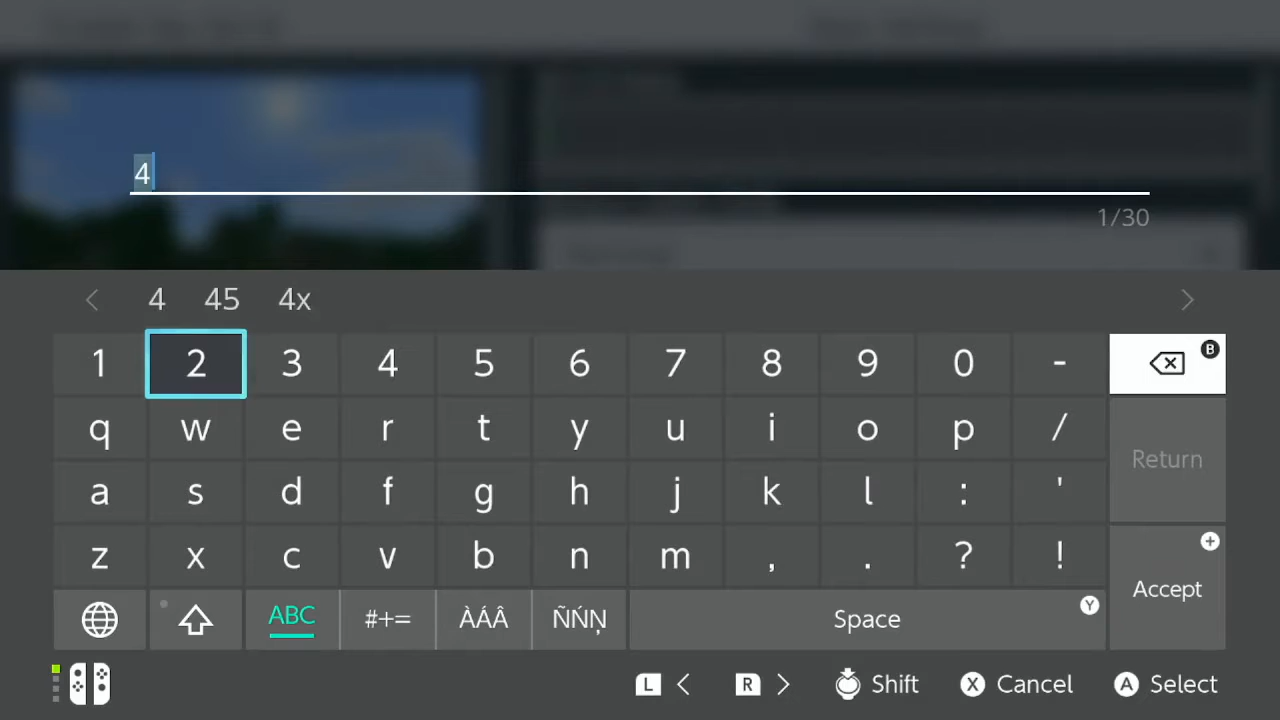 4
1/30
4 45 4x
1 2 3 4 5 6 7 8 9 0 - B
q w e r t y u i o p /
Return
a s d f g h j k l : '
z x c v b n m , . ? !
Accept
ABC #+= ÀÁÂ ÑŃŅ Space Y
L R Shift X Cancel A Select